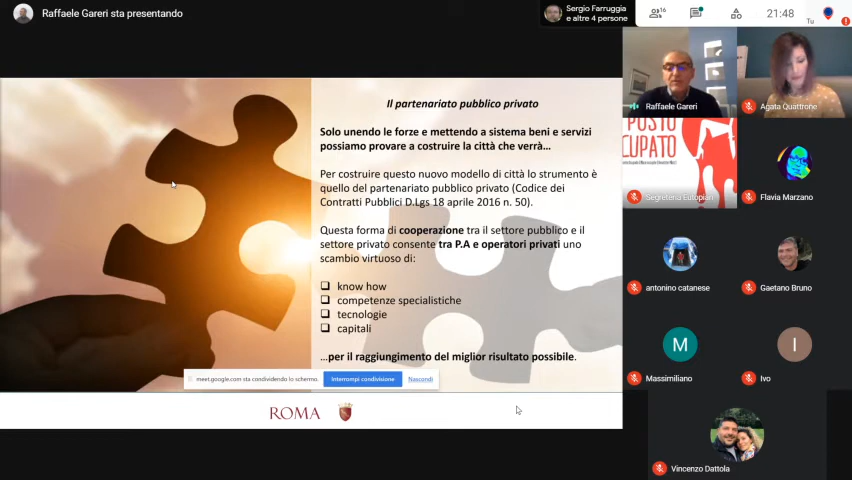 Raffaele Gareri sta presentando
Sergio Farruggia
e altre 4 persone
16
21:48
Tu
Il partenariato pubblico privato
Solo unendo le forze e mettendo a sistema beni e servizi
possiamo provare a costruire la città che verrà…
Per costruire questo nuovo modello di città lo strumento è
quello del partenariato pubblico privato (Codice dei
Contratti Pubblici D.Lgs 18 aprile 2016 n. 50).
Questa forma di cooperazione tra il settore pubblico e il
settore privato consente tra P.A e operatori privati uno
scambio virtuoso di:
know how
competenze specialistiche
tecnologie
capitali
…per il raggiungimento del miglior risultato possibile.
meet.google.com sta condividendo lo schermo.
Interrompi condivisione
Nascondi
ROMA
Raffaele Gareri
Agata Quattrone
POSTO
CUPATO
Segreteria Eutopian
Flavia Marzano
antonino catanese
Gaetano Bruno
M
Massimiliano
I
Ivo
Vincenzo Dattola